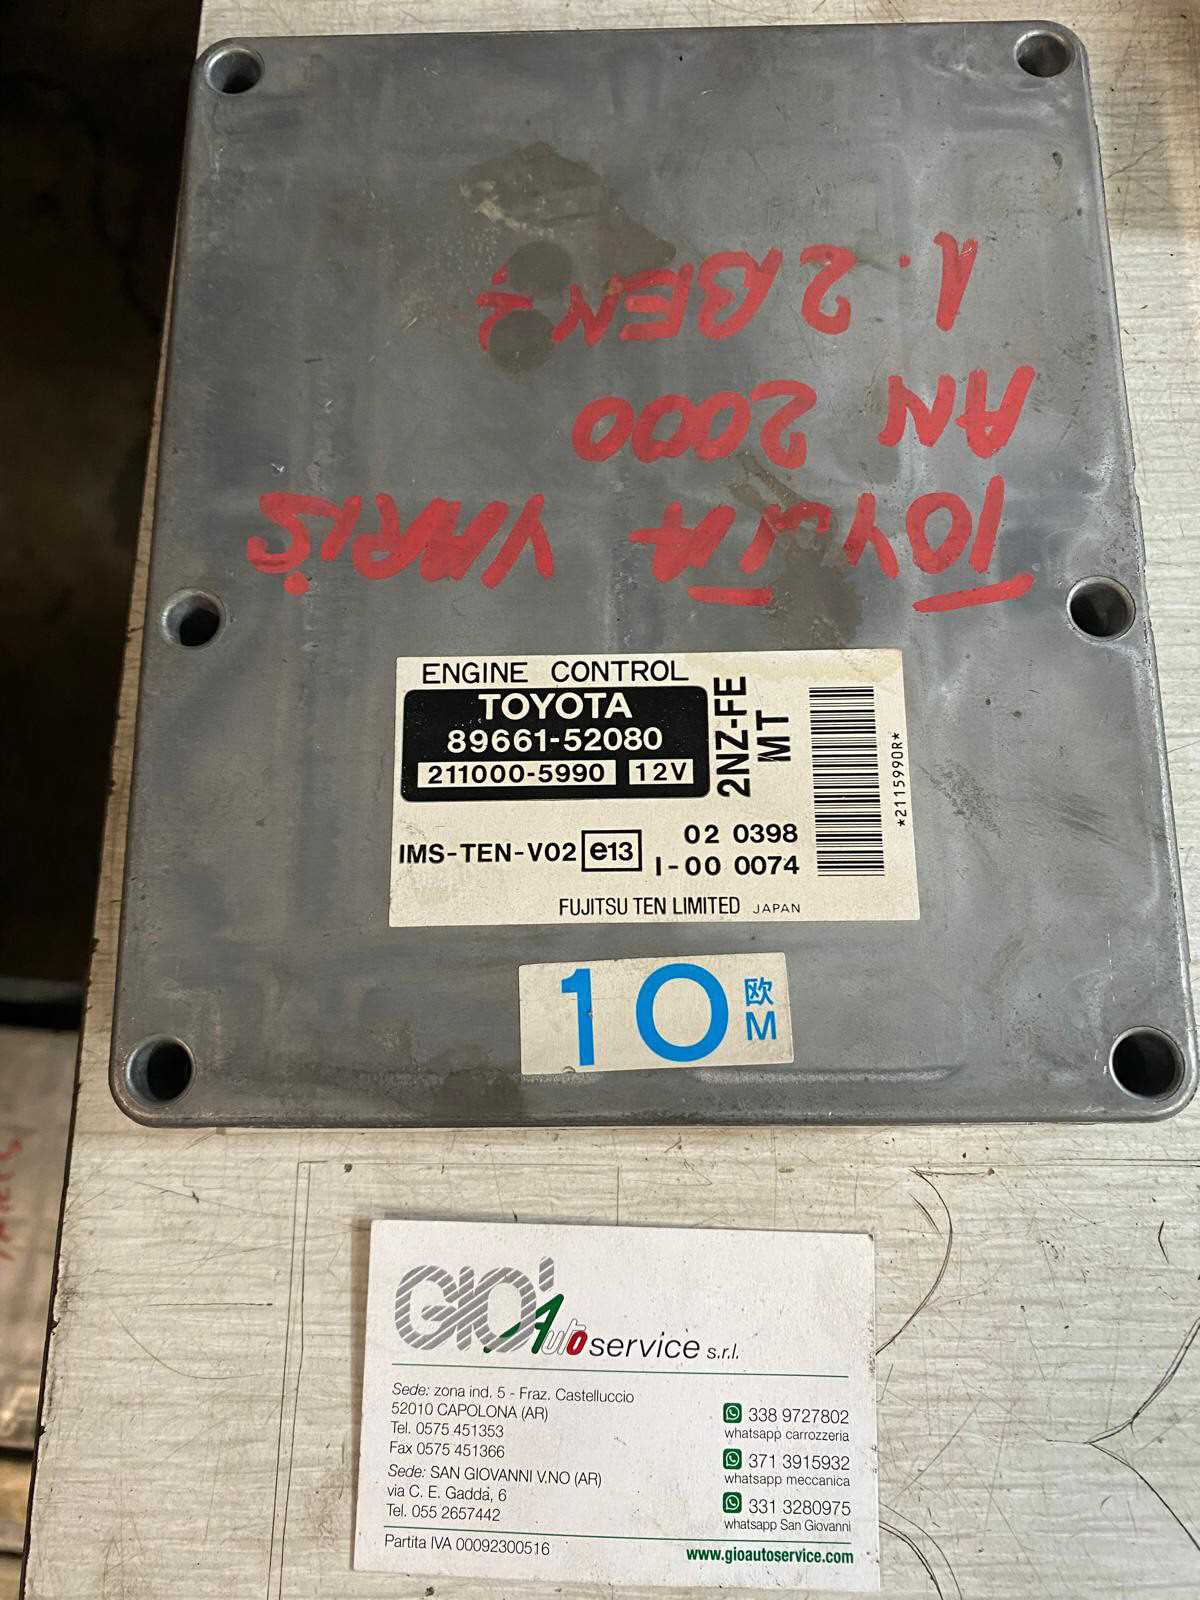 TOYOTA YARIS
AN 2000
1.2 BENZ
ENGINE CONTROL
TOYOTA
89661-52080
211000-5990 12V
2NZ-FE
MT
*2115990R*
IMS-TEN-V02 e13 02 0398
I-00 0074
FUJITSU TEN LIMITED JAPAN
10 欧
M
GIO' Auto service s.r.l.
Sede: zona ind. 5 - Fraz. Castelluccio
52010 CAPOLONA (AR)
Tel. 0575 451353
Fax 0575 451366
Sede: SAN GIOVANNI V.NO (AR)
via C. E. Gadda, 6
Tel. 055 2657442
338 9727802
whatsapp carrozzeria
371 3915932
whatsapp meccanica
331 3280975
whatsapp San Giovanni
Partita IVA 00092300516
www.gioautoservice.com